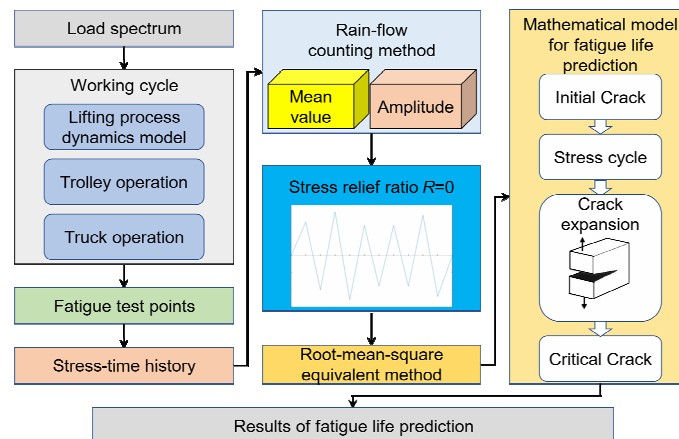 Load spectrum
Working cycle
Lifting process
dynamics model
Trolley operation
Truck operation
Fatigue test points
Stress-time history
Rain-flow
counting method
Mean
value
Amplitude
Stress relief ratio R=0
Root-mean-square
equivalent method
Mathematical model
for fatigue life
prediction
Initial Crack
Stress cycle
Crack
expansion
Critical Crack
Results of fatigue life prediction